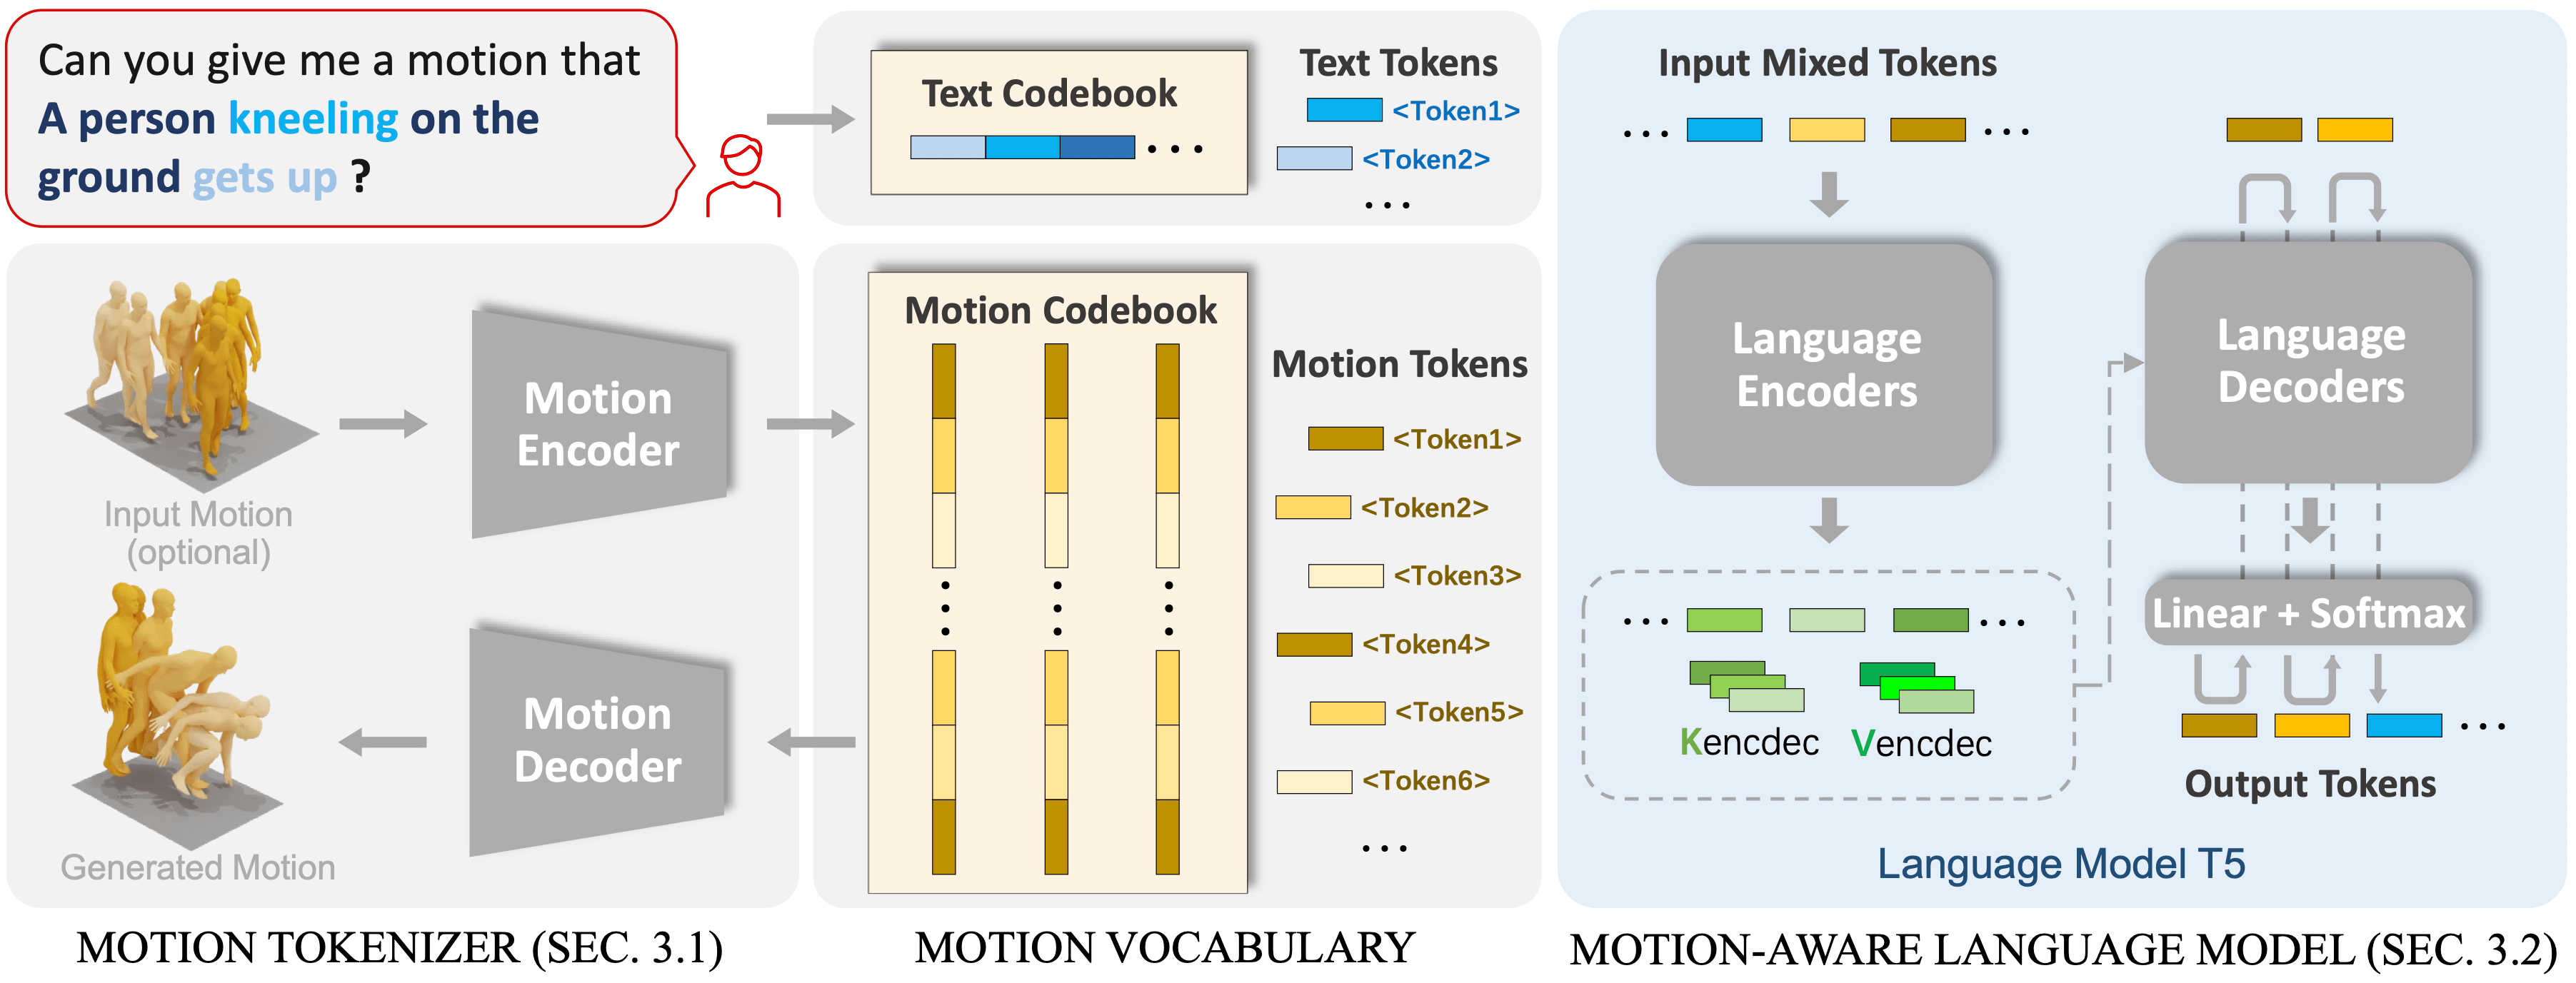 Can you give me a motion that
A person kneeling on the
ground gets up ?
Text Codebook
Text Tokens
<Token1>
<Token2>
Input Motion
(optional)
Motion
Encoder
Generated Motion
Motion
Decoder
Motion Codebook
Motion Tokens
<Token1>
<Token2>
<Token3>
<Token4>
<Token5>
<Token6>
Input Mixed Tokens
Language
Encoders
Kencdec
Vencdec
Language
Decoders
Linear + Softmax
Output Tokens
Language Model T5
MOTION TOKENIZER (SEC. 3.1)
MOTION VOCABULARY
MOTION-AWARE LANGUAGE MODEL (SEC. 3.2)